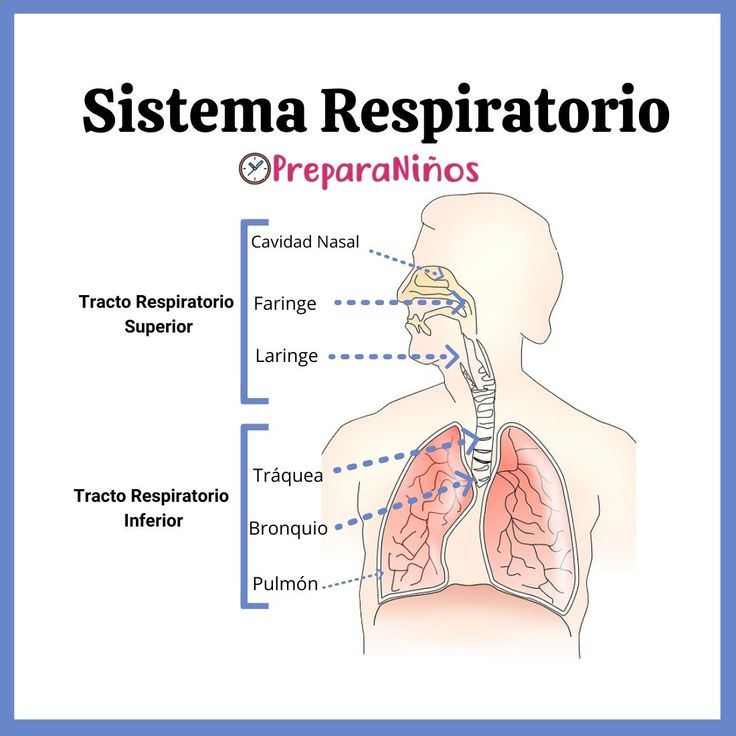 Sistema Respiratorio
PreparaNiños
Cavidad Nasal
Tracto Respiratorio
Superior
Faringe
Laringe
Tráquea
Tracto Respiratorio
Inferior
Bronquio
Pulmón